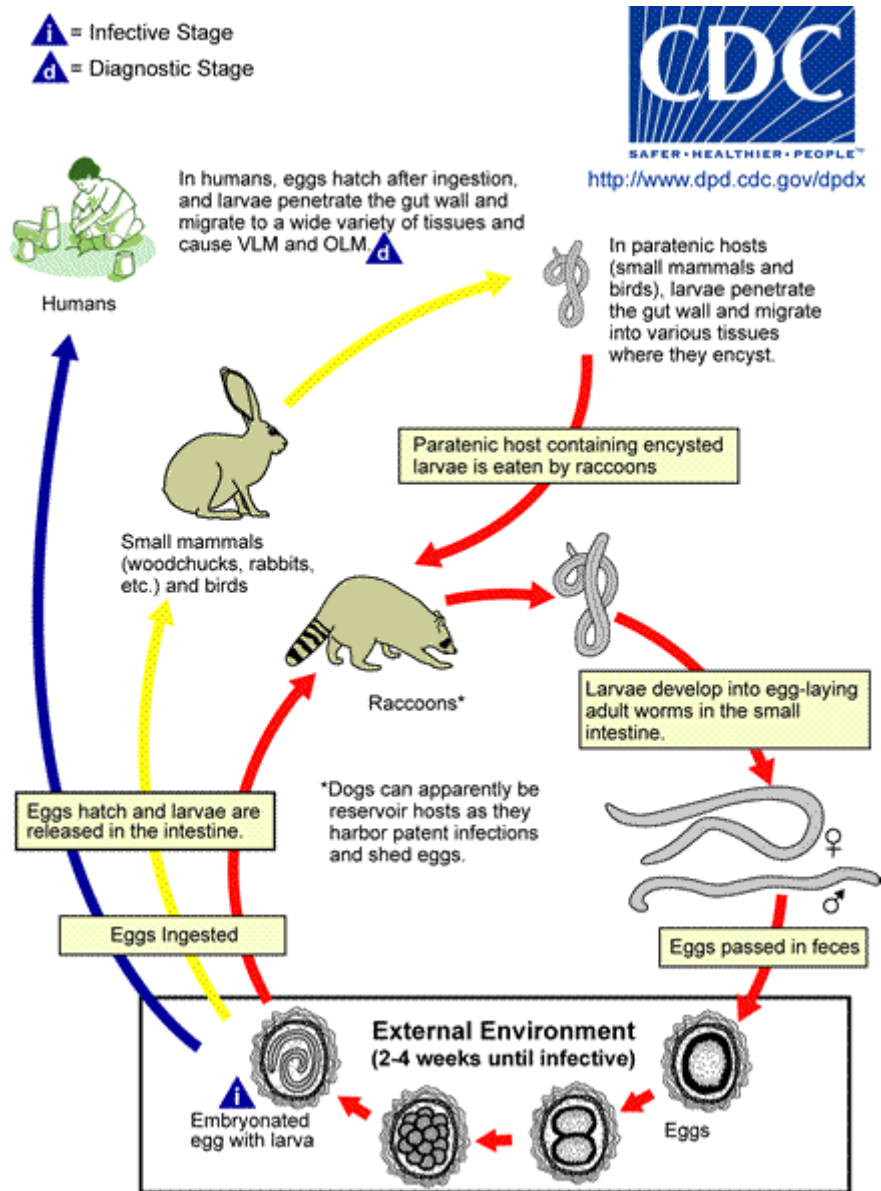 i = Infective Stage
d = Diagnostic Stage
CDC
SAFER • HEALTHIER • PEOPLE™
http://www.dpd.cdc.gov/dpdx
In humans, eggs hatch after ingestion,
and larvae penetrate the gut wall and
migrate to a wide variety of tissues and
cause VLM and OLM.
d
Humans
In paratenic hosts
(small mammals and
birds), larvae penetrate
the gut wall and migrate
into various tissues
where they encyst.
Paratenic host containing encysted
larvae is eaten by raccoons
Small mammals
(woodchucks, rabbits,
etc.) and birds
Raccoons*
Larvae develop into egg-laying
adult worms in the small
intestine.
*Dogs can apparently be
reservoir hosts as they
harbor patent infections
and shed eggs.
Eggs hatch and larvae are
released in the intestine.
♀
♂
Eggs Ingested
Eggs passed in feces
External Environment
(2-4 weeks until infective)
i
Embryonated
egg with larva
Eggs